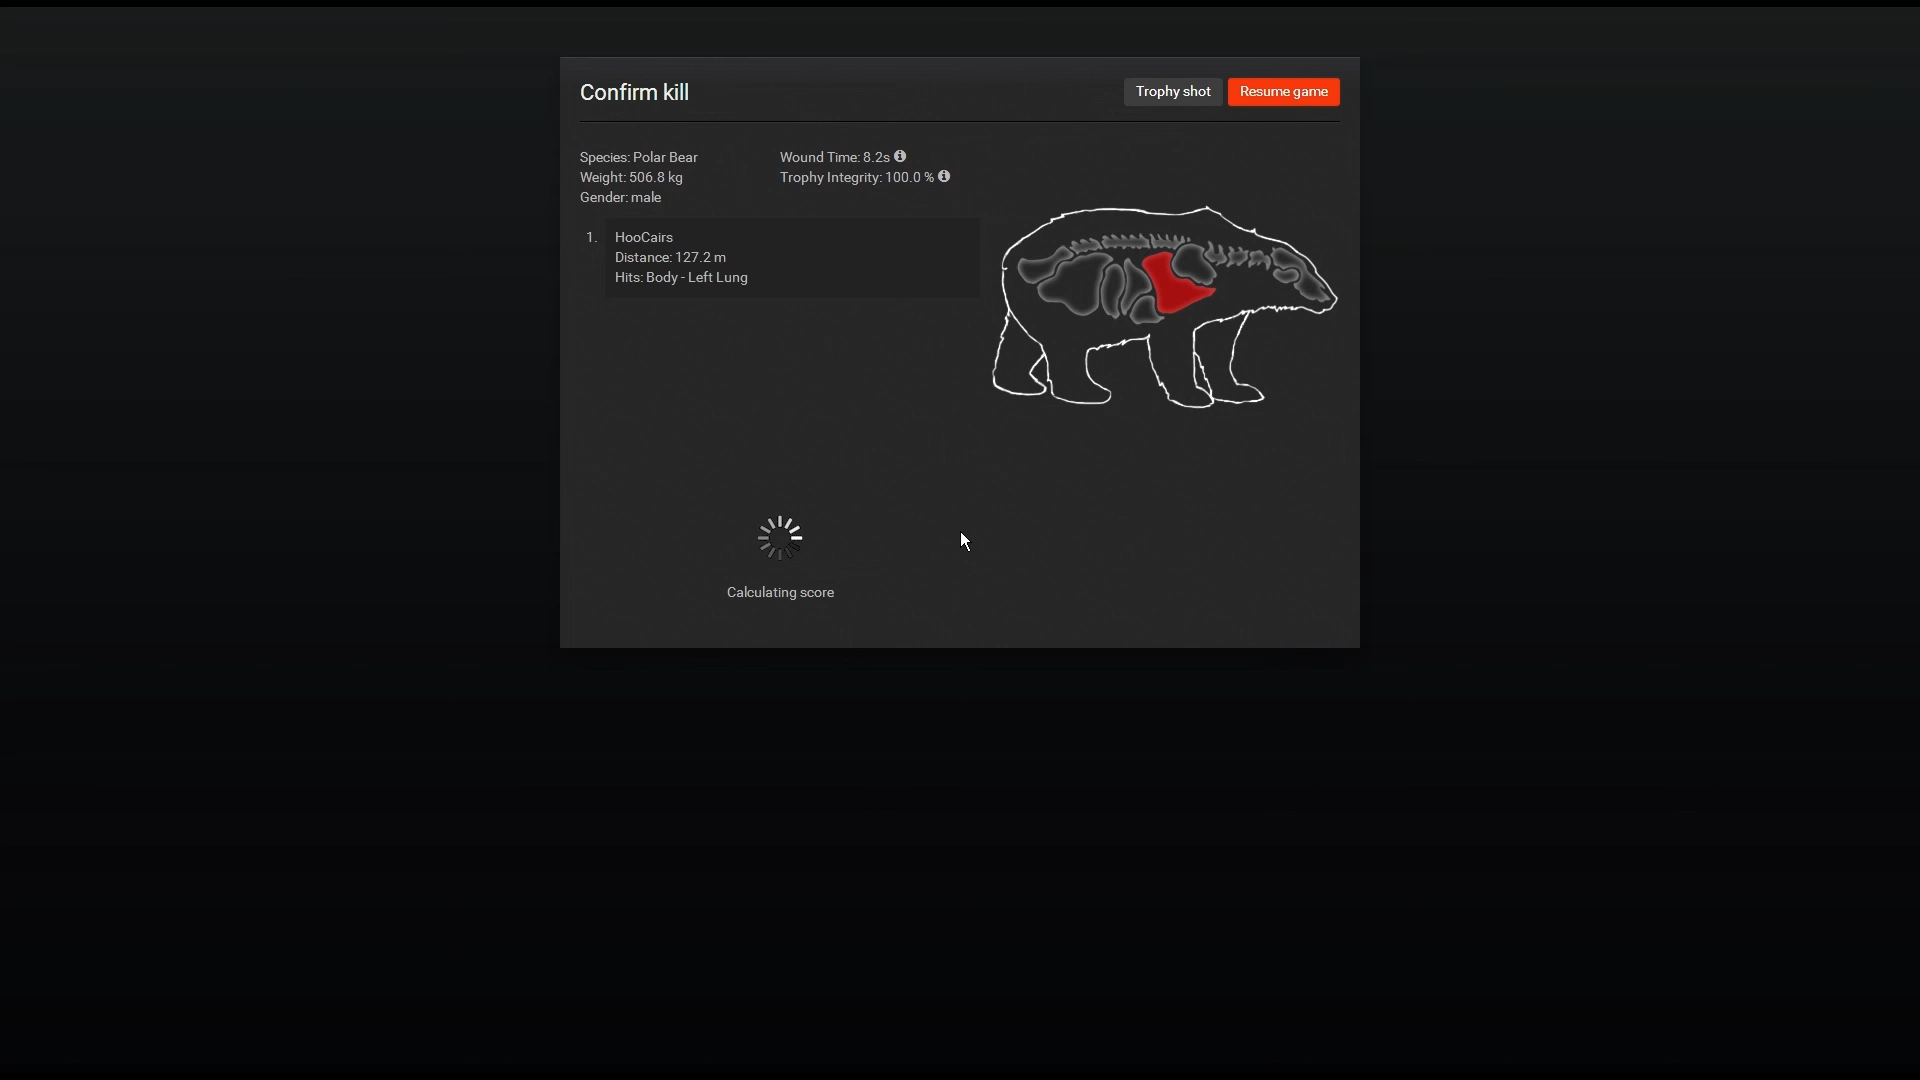 Confirm kill
Trophy shot
Resume game
Species: Polar Bear
Weight: 506.8 kg
Gender: male
Wound Time: 8.2s
Trophy Integrity: 100.0 %
1.
HooCairs
Distance: 127.2 m
Hits: Body - Left Lung
Calculating score